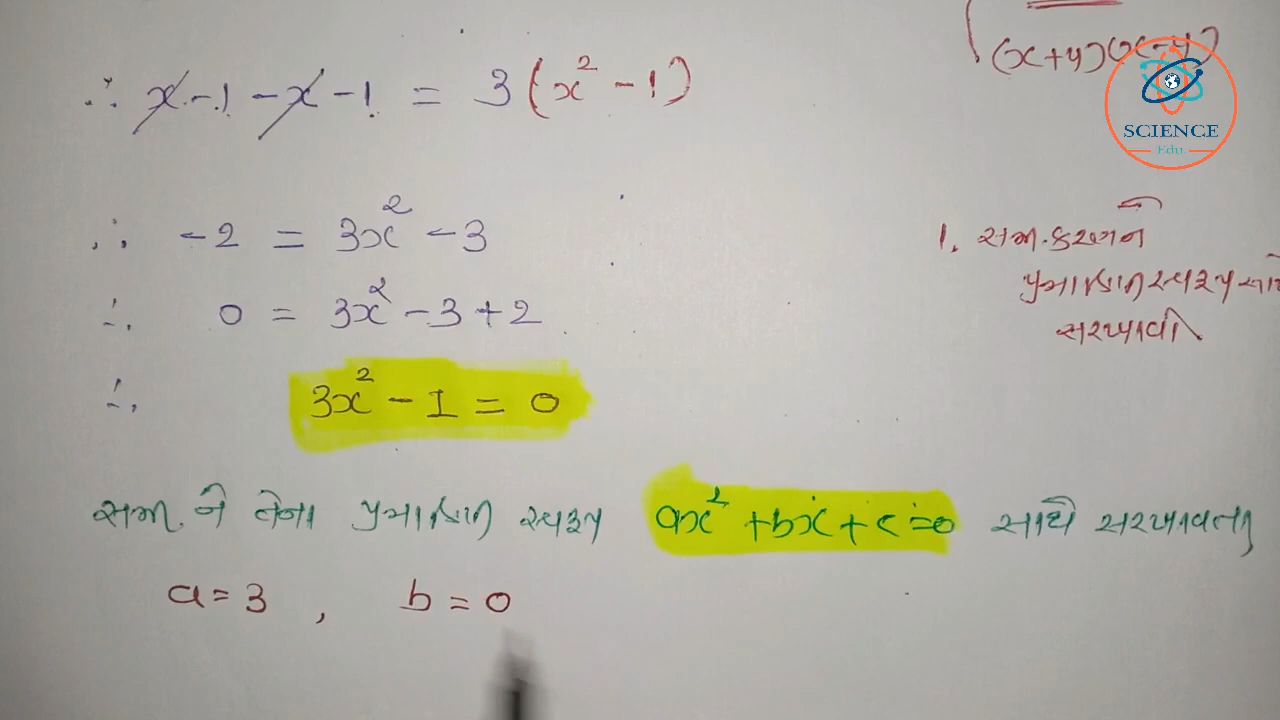 (x+y)(x-y)
SCIENCE
Edu.
∴ x-1-x-1 = 3(x²-1)
∴ -2 = 3x²-3
∴ 0 = 3x²-3+2
∴ 3x²-1=0
1. સમ.કરણને
પ્રમાણિત સ્વરૂપ સાથે
સરખાવી
સમ. ને તેના પ્રમાણિત સ્વરૂપ ax²+bx+c=0 સાથે સરખાવતા
a=3, b=0